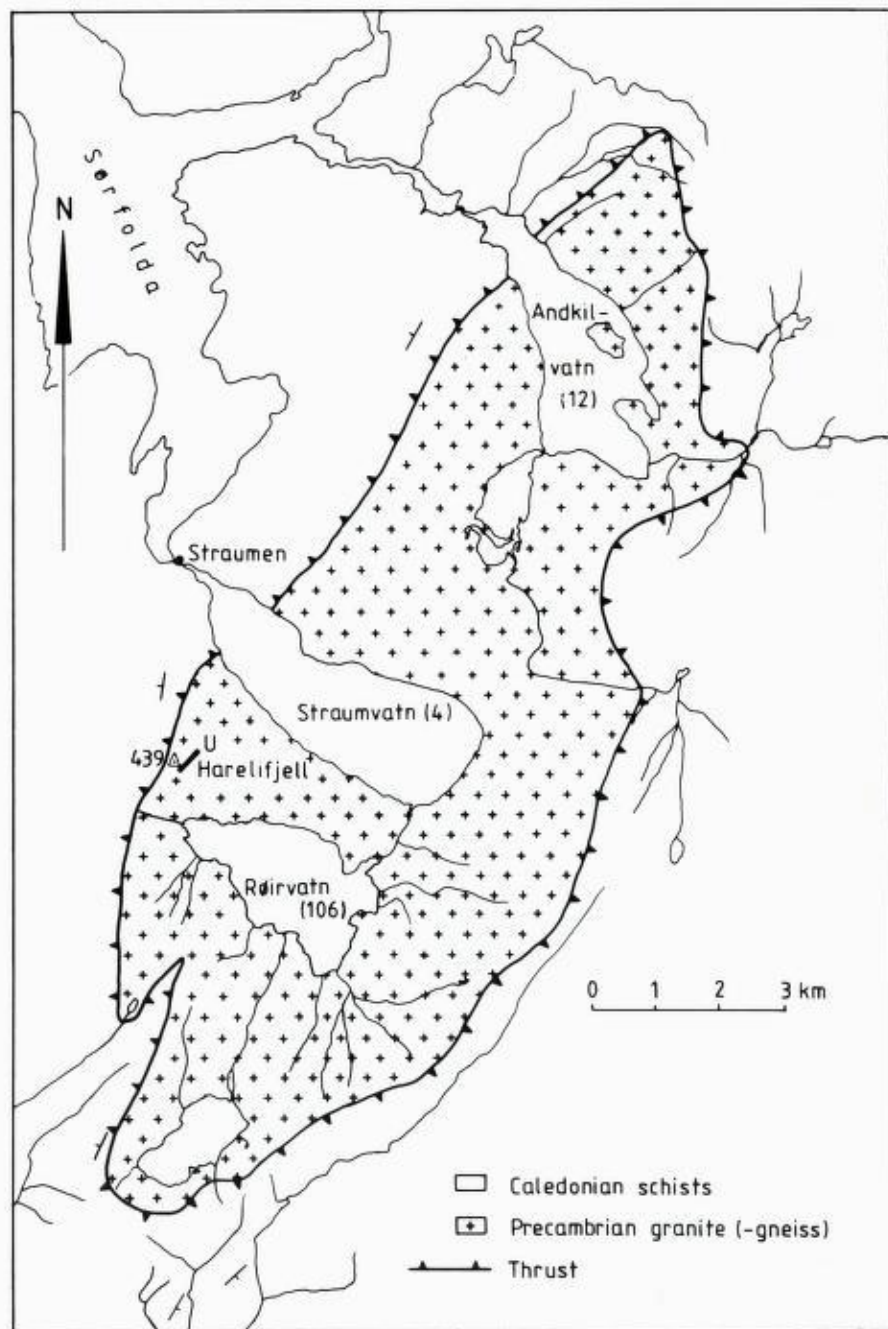 Sørfolda
N
Andkil-
vatn
(12)
Straumen
Straumvatn (4)
U
439
Harelifjell
Røirvatn
(106)
0 1 2 3 km
Caledonian schists
Precambrian granite (-gneiss)
Thrust